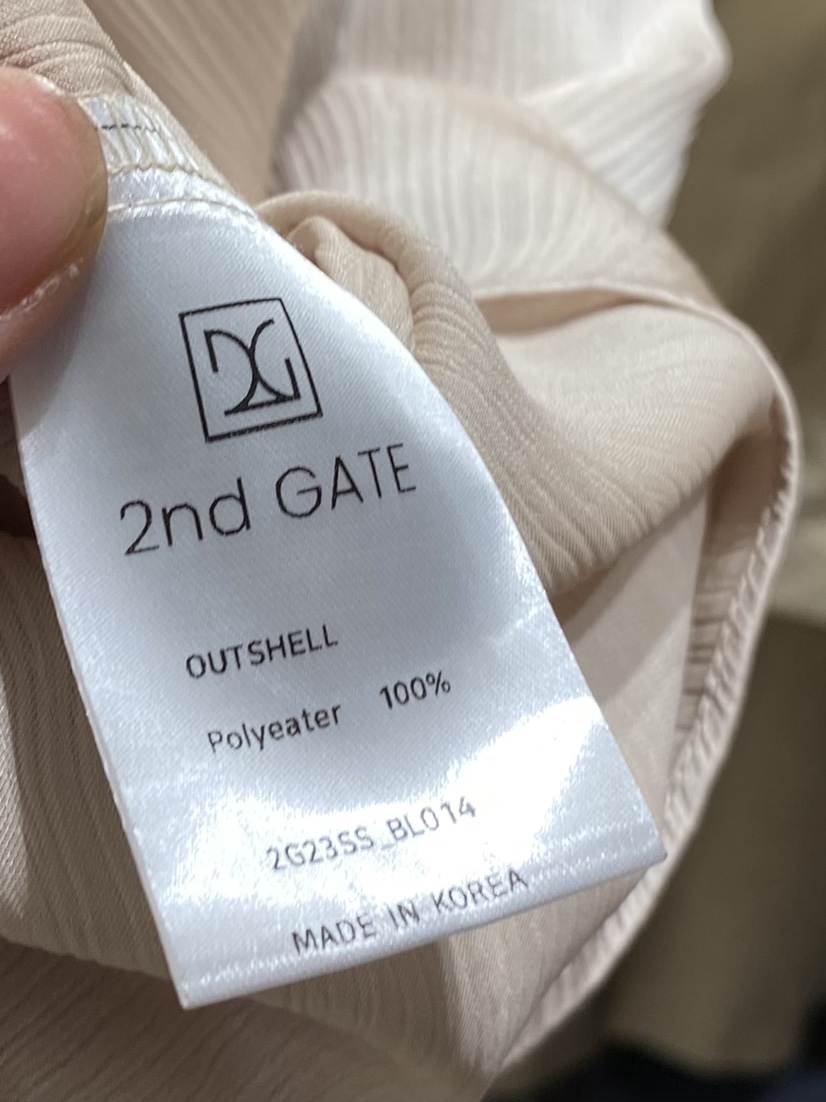 2nd GATE
OUTSHELL
Polyeater 100%
2G23SS_BL014
MADE IN KOREA